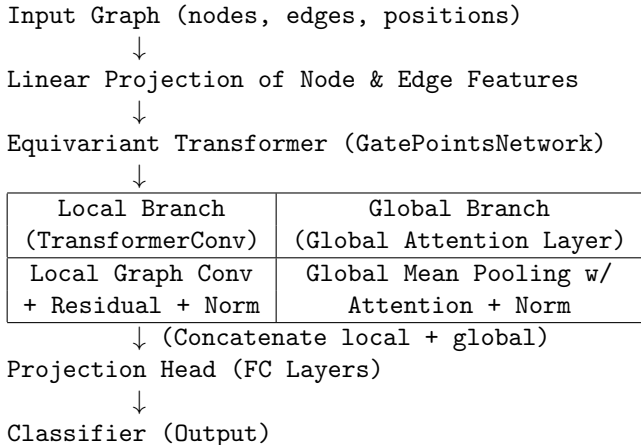 Input Graph (nodes, edges, positions)
↓
Linear Projection of Node & Edge Features
↓
Equivariant Transformer (GatePointsNetwork)
↓
Local Branch Global Branch
(TransformerConv) (Global Attention Layer)
Local Graph Conv Global Mean Pooling w/
+ Residual + Norm Attention + Norm
↓ (Concatenate local + global)
Projection Head (FC Layers)
↓
Classifier (Output)